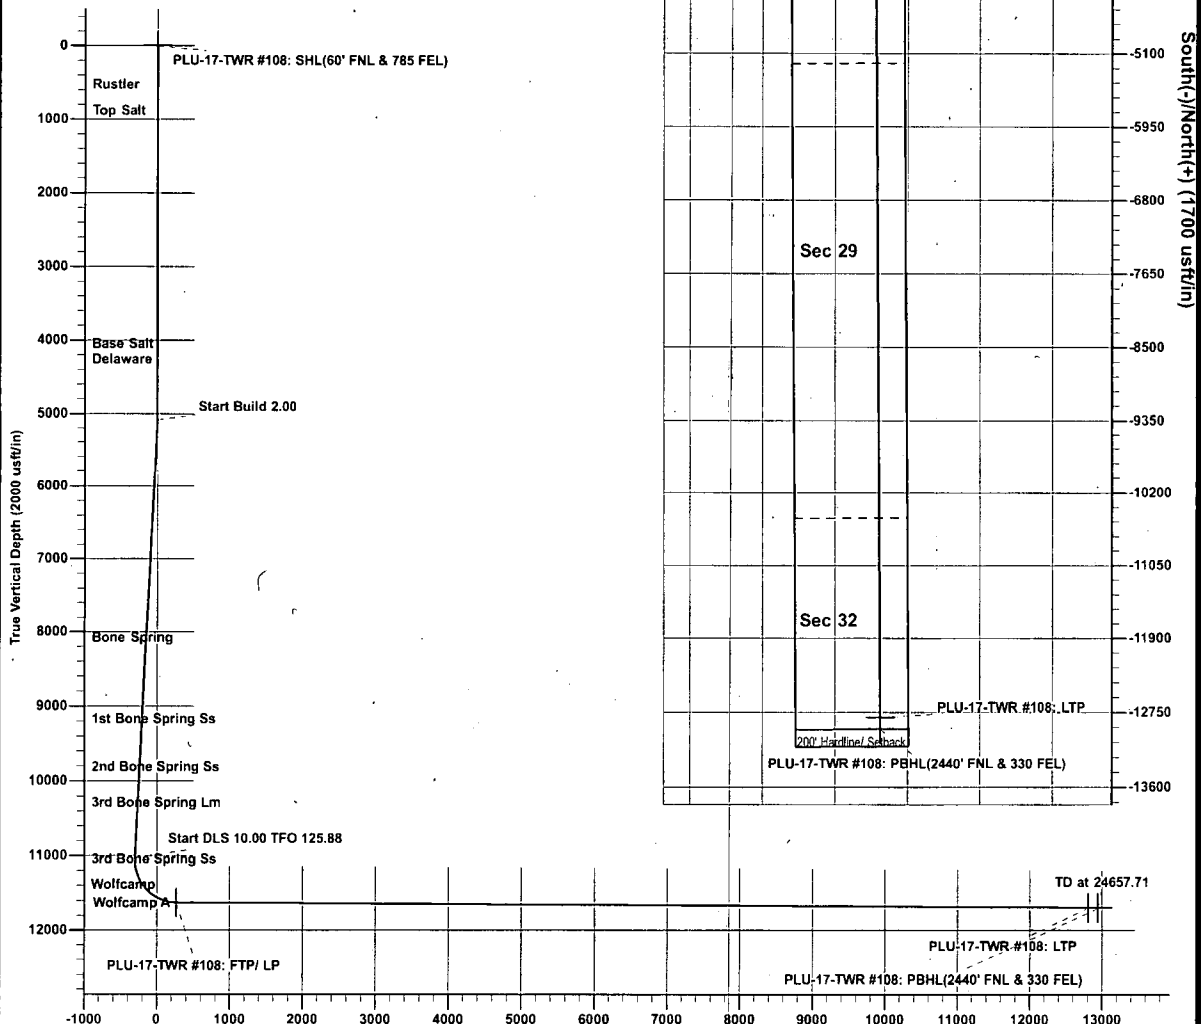 0
PLU-17-TWR #108: SHL(60' FNL & 785 FEL)
Rustler
Top Salt
1000
2000
3000
4000
Base Salt
Delaware
5000
Start Build 2.00
6000
7000
8000
Bone Spring
9000
1st Bone Spring Ss
2nd Bone Spring Ss
10000
3rd Bone Spring Lm
Start DLS 10.00 TFO 125.88
11000
3rd Bone Spring Ss
Wolfcamp
Wolfcamp A
12000
PLU-17-TWR #108: FTP/ LP
TD at 24657.71
PLU-17-TWR #108: LTP
PLU-17-TWR #108: PBHL(2440' FNL & 330 FEL)
True Vertical Depth (2000 usft/in)
-1000 0 1000 2000 3000 4000 5000 6000 7000 8000 9000 10000 11000 12000 13000
-5100
-5950
-6800
Sec 29
-7650
-8500
-9350
-10200
-11050
Sec 32
-11900
PLU-17-TWR #108: LTP
-12750
200' Hardline/ Setback
PLU-17-TWR #108: PBHL(2440' FNL & 330 FEL)
-13600
South(-)/North(+) (1700 usft/in)